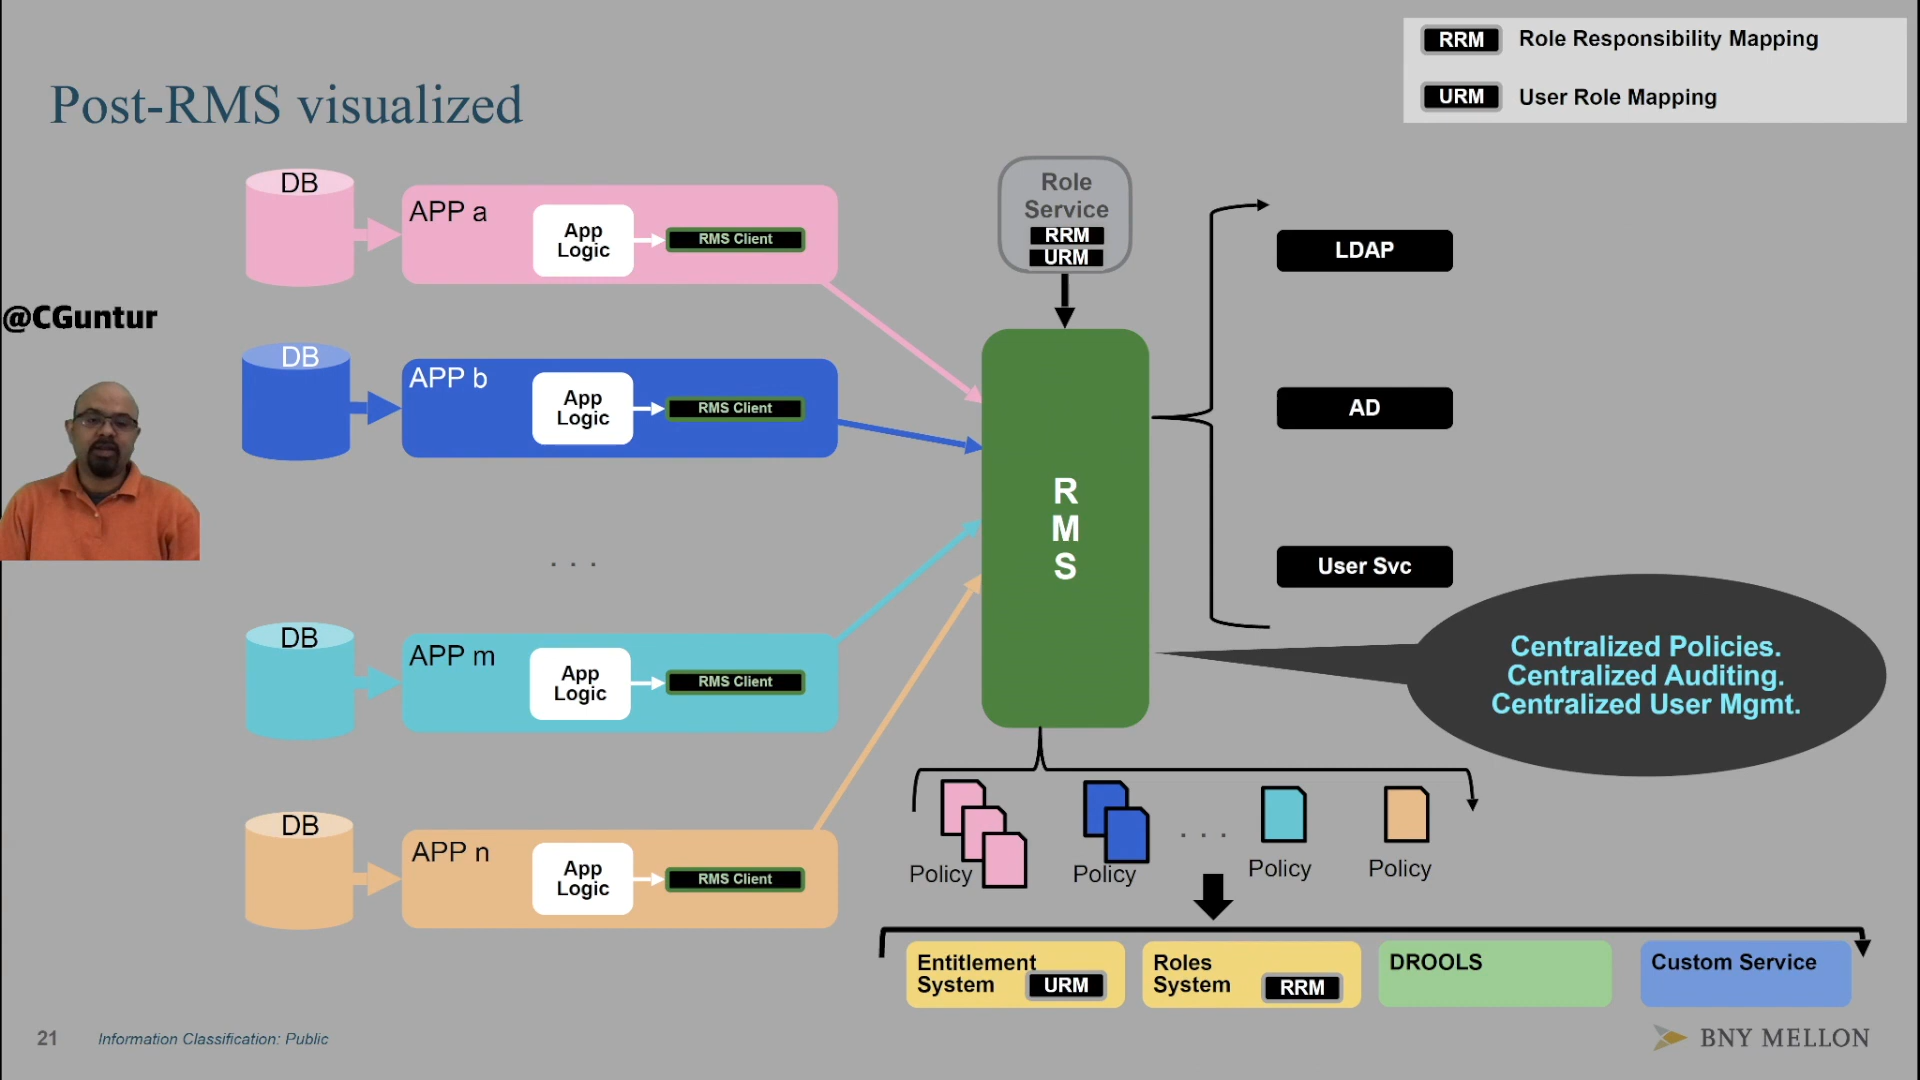 RRM Role Responsibility Mapping
URM User Role Mapping
Post-RMS visualized
DB
APP a
App
Logic
RMS Client
Role
Service
RRM
URM
LDAP
@CGuntur
DB
APP b
App
Logic
RMS Client
AD
R
M
S
. . .
User Svc
DB
APP m
App
Logic
RMS Client
Centralized Policies.
Centralized Auditing.
Centralized User Mgmt.
DB
APP n
App
Logic
RMS Client
Policy
Policy
. . .
Policy
Policy
Entitlement
System
URM
Roles
System
RRM
DROOLS
Custom Service
21
Information Classification: Public
BNY MELLON